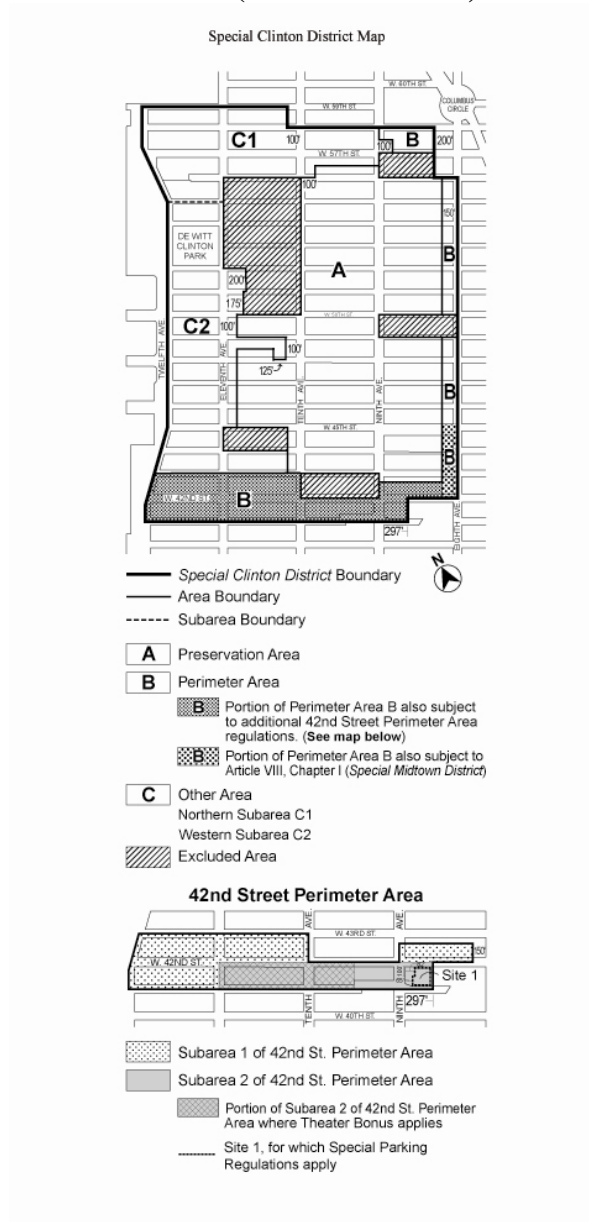 Special Clinton District Map
W. 60TH ST.
COLUMBUS
CIRCLE
W. 59TH ST.
C1
100'
100'
B
200'
W. 57TH ST.
100'
150'
DE WITT
CLINTON
PARK
A
B
200'
175'
C2
100'
TWELFTH AVE.
ELEVENTH AVE.
100'
125'
TENTH AVE.
NINTH AVE.
B
W. 45TH ST.
B
W. 42ND ST.
B
297'
EIGHTH AVE.
N
Special Clinton District Boundary
Area Boundary
Subarea Boundary
A Preservation Area
B Perimeter Area
B Portion of Perimeter Area B also subject
to additional 42nd Street Perimeter Area
regulations. (See map below)
B Portion of Perimeter Area B also subject to
Article VIII, Chapter I (Special Midtown District)
C Other Area
Northern Subarea C1
Western Subarea C2
Excluded Area
42nd Street Perimeter Area
AVE.
AVE.
W. 43RD ST.
150'
W. 42ND ST.
Site 1
297'
TENTH
NINTH
W. 40TH ST.
Subarea 1 of 42nd St. Perimeter Area
Subarea 2 of 42nd St. Perimeter Area
Portion of Subarea 2 of 42nd St. Perimeter
Area where Theater Bonus applies
Site 1, for which Special Parking
Regulations apply